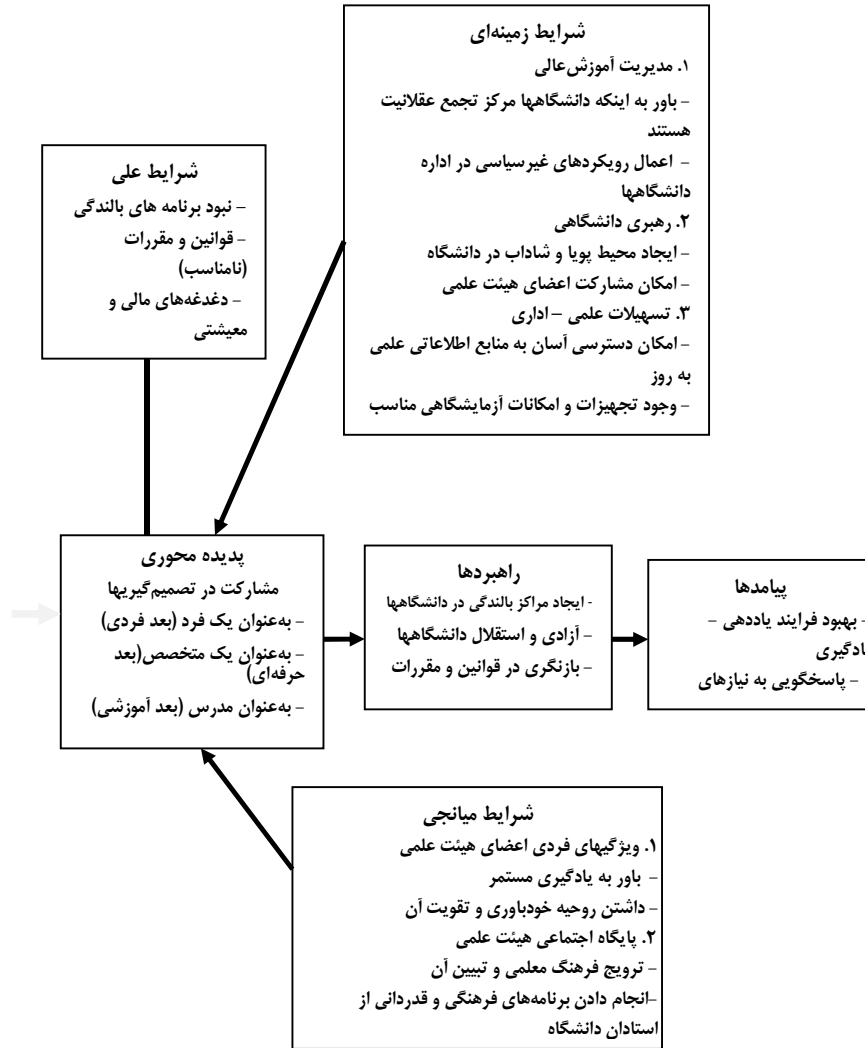 شرایط زمینه‌ای
۱. مدیریت آموزش‌عالی
– باور به اینکه دانشگاهها مرکز تجمع عقلانیت
هستند
– اعمال رویکردهای غیرسیاسی در اداره
دانشگاهها
۲. رهبری دانشگاهی
– ایجاد محیط پویا و شاداب در دانشگاه
– امکان مشارکت اعضای هیئت علمی
۳. تسهیلات علمی – اداری
– امکان دسترسی آسان به منابع اطلاعاتی علمی
به روز
– وجود تجهیزات و امکانات آزمایشگاهی مناسب
شرایط علی
– نبود برنامه های بالندگی
– قوانین و مقررات
(نامناسب)
– دغدغه‌های مالی و
معیشتی
پدیده محوری
مشارکت در تصمیم‌گیریها
– به‌عنوان یک فرد (بعد فردی)
– به‌عنوان یک متخصص(بعد
حرفه‌ای)
– به‌عنوان مدرس (بعد آموزشی)
راهبردها
- ایجاد مراکز بالندگی در دانشگاهها
– آزادی و استقلال دانشگاهها
– بازنگری در قوانین و مقررات
پیامدها
– بهبود فرایند یاددهی –
ادگیری
– پاسخگویی به نیازهای
شرایط میانجی
۱. ویژگیهای فردی اعضای هیئت علمی
– باور به یادگیری مستمر
– داشتن روحیه خودباوری و تقویت آن
۲. پایگاه اجتماعی هیئت علمی
– ترویج فرهنگ معلمی و تبیین آن
–انجام دادن برنامه‌های فرهنگی و قدردانی از
استادان دانشگاه